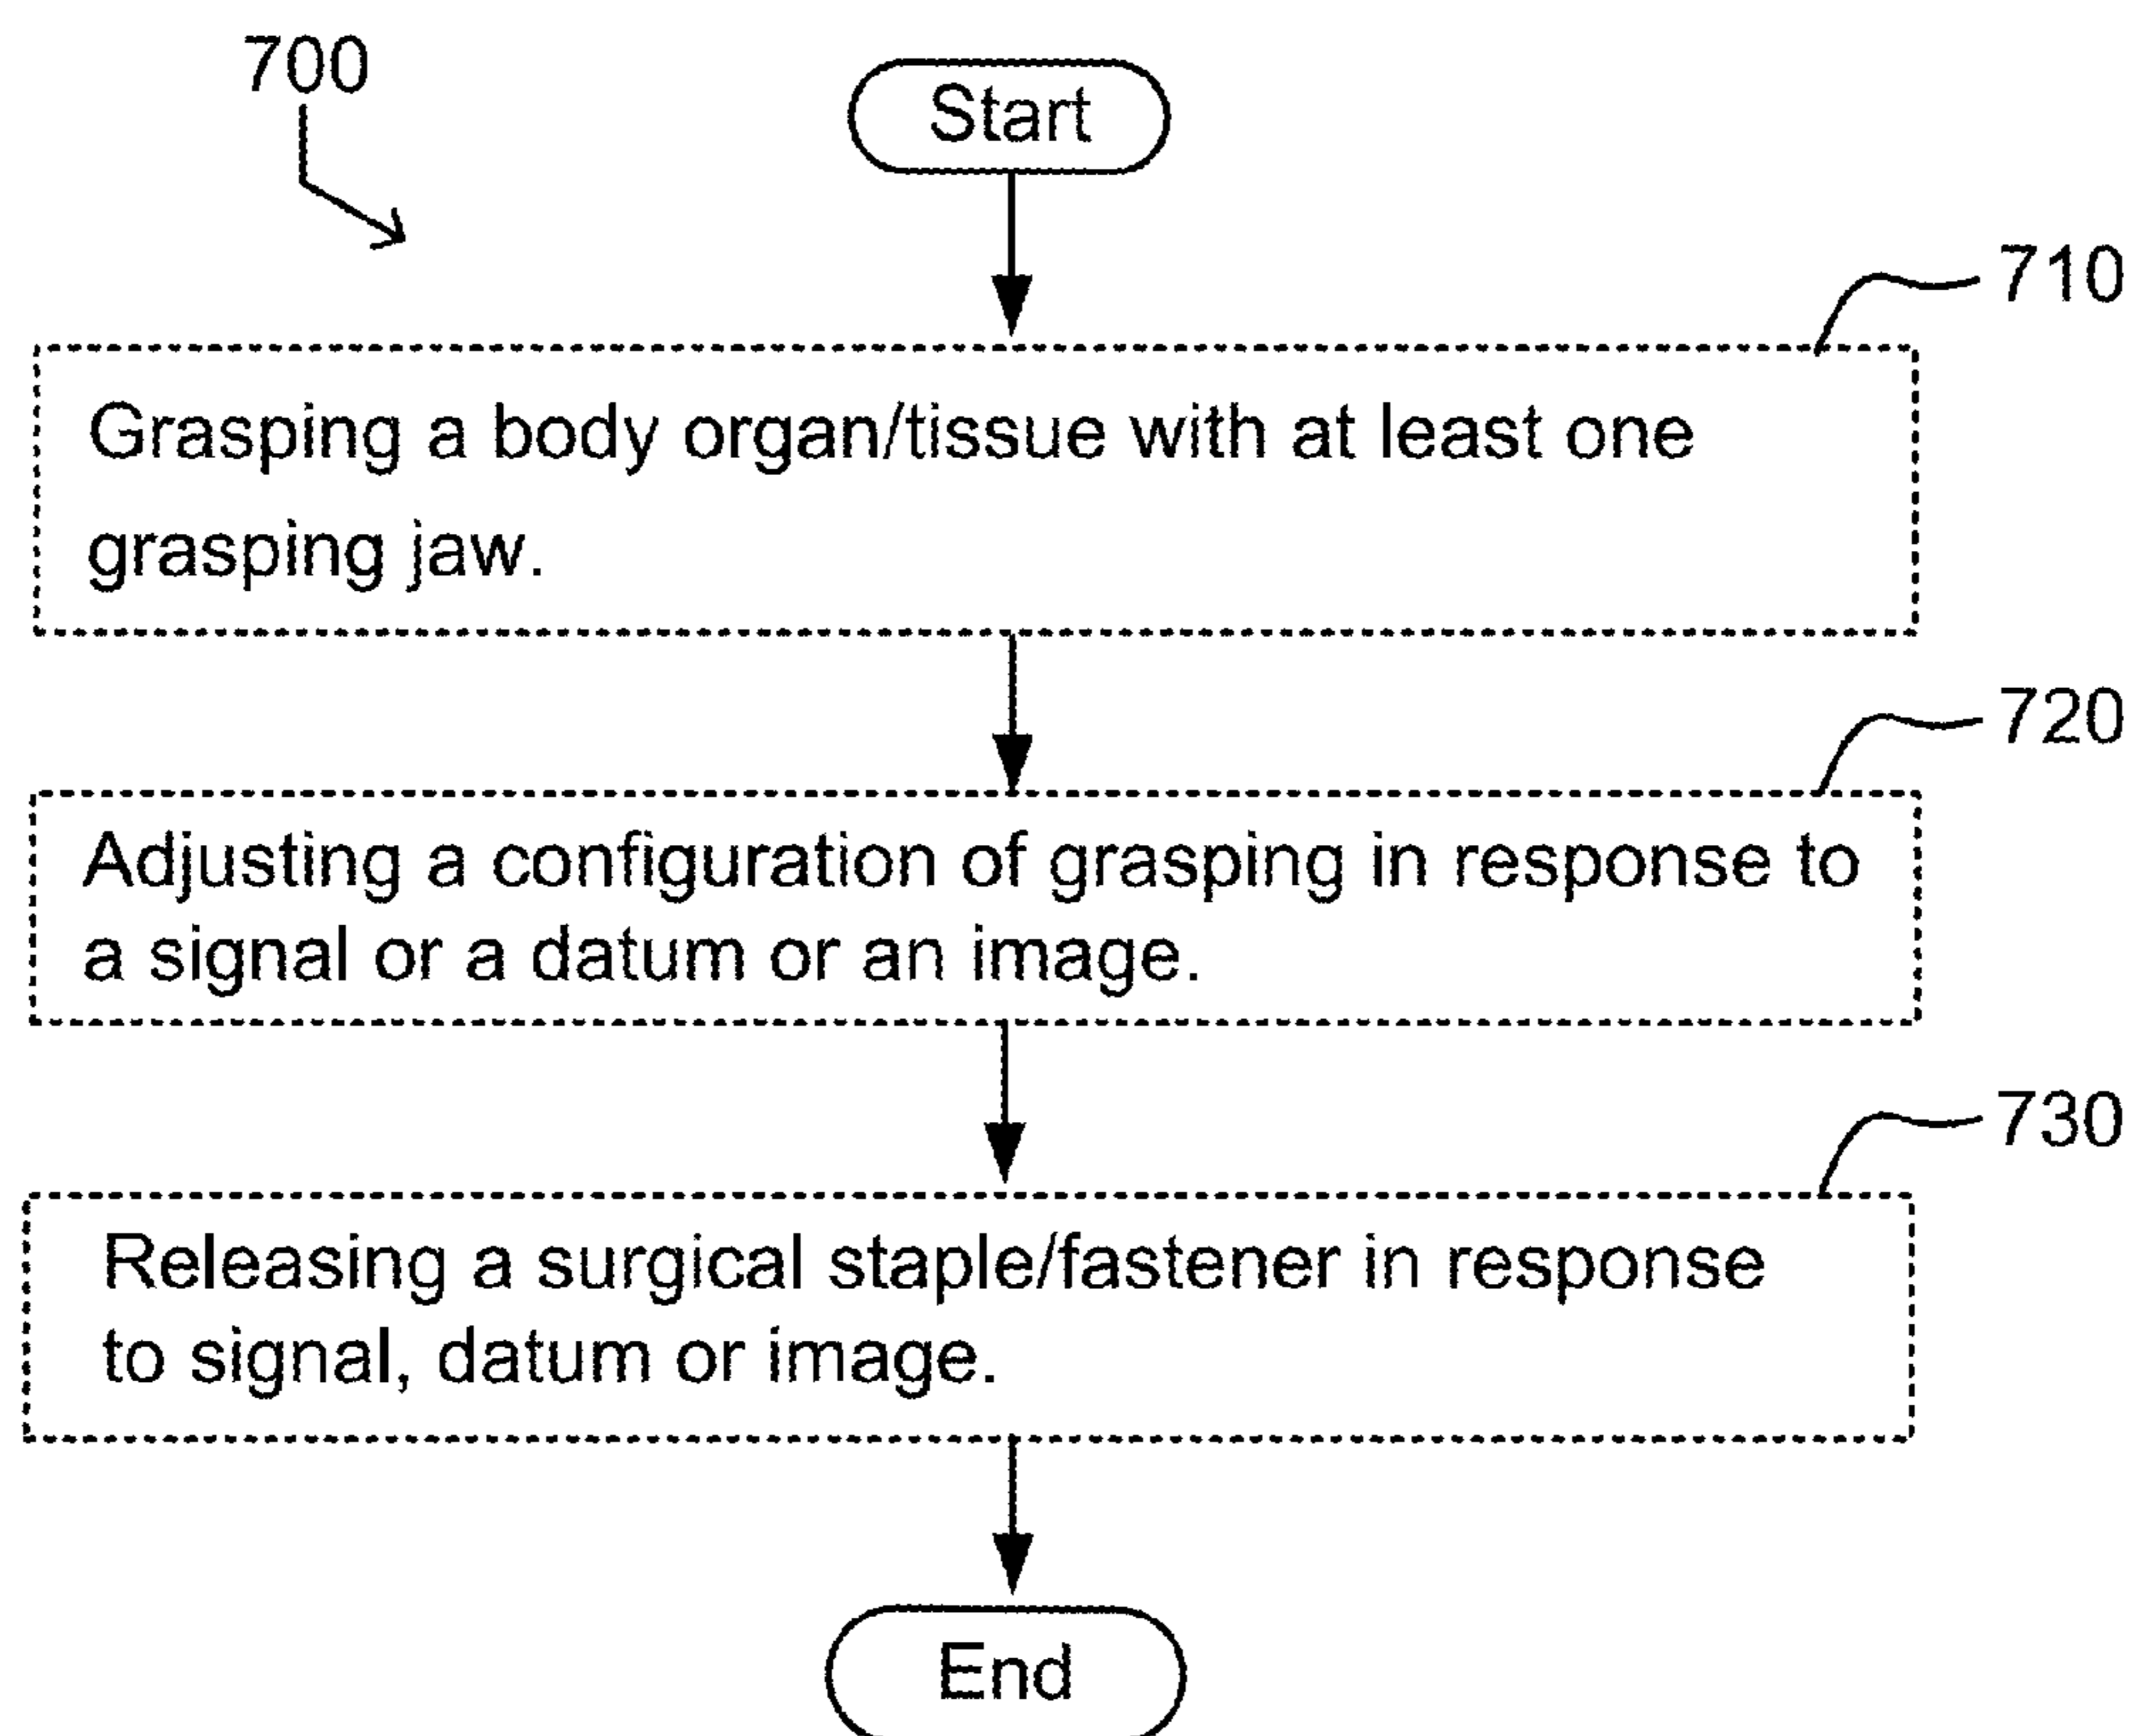 700
Start
710
Grasping a body organ/tissue with at least one
grasping jaw.
720
Adjusting a configuration of grasping in response to
a signal or a datum or an image.
730
Releasing a surgical staple/fastener in response
to signal, datum or image.
End